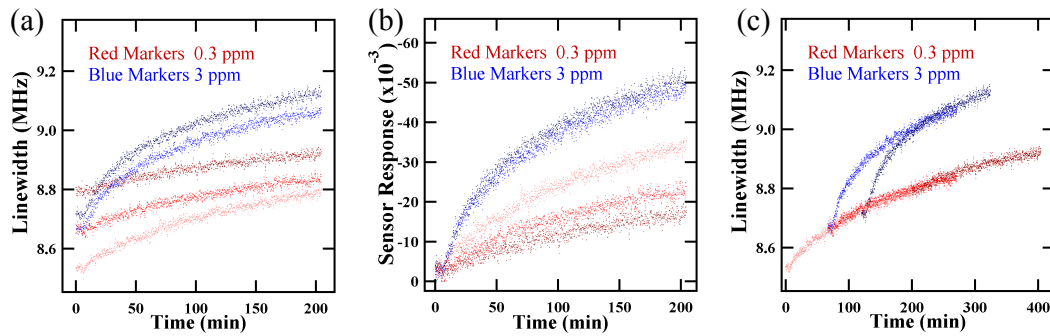 (a)
Red Markers 0.3 ppm
Blue Markers 3 ppm
Linewidth (MHz)
9.2
9.0
8.8
8.6
0 50 100 150 200
Time (min)
(b)
Red Markers 0.3 ppm
Blue Markers 3 ppm
Sensor Response (x10⁻³)
-60
-50
-40
-30
-20
-10
0
0 50 100 150 200
Time (min)
(c)
Red Markers 0.3 ppm
Blue Markers 3 ppm
Linewidth (MHz)
9.2
9.0
8.8
8.6
0 100 200 300 400
Time (min)